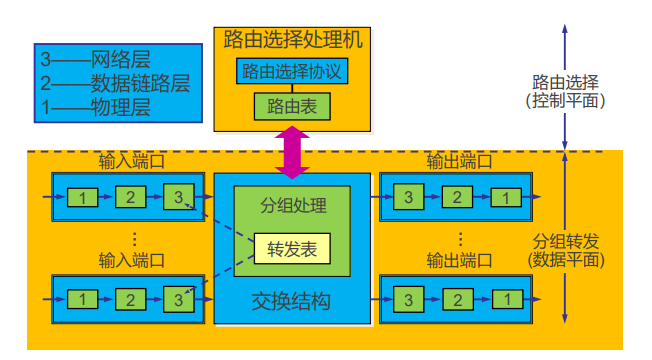 3——网络层
2——数据链路层
1——物理层
路由选择处理机
路由选择协议
路由表
路由选择
(控制平面)
输入端口
1 2 3
输出端口
3 2 1
分组处理
转发表
交换结构
⋮
输入端口
1 2 3
⋮
输出端口
3 2 1
分组转发
(数据平面)